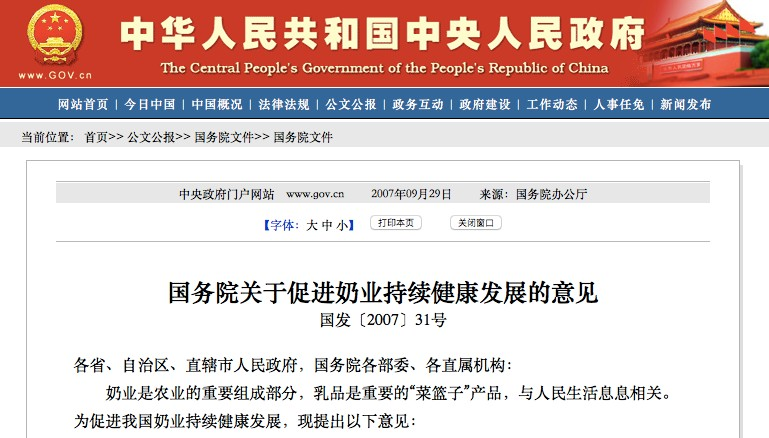 中华人民共和国中央人民政府
www.GOV.cn
The Central People's Government of the People's Republic of China
网站首页 | 今日中国 | 中国概况 | 法律法规 | 公文公报 | 政务互动 | 政府建设 | 工作动态 | 人事任免 | 新闻发布
当前位置： 首页>> 公文公报>> 国务院文件>> 国务院文件
中央政府门户网站 www.gov.cn 2007年09月29日 来源：国务院办公厅
【字体：大 中 小】 打印本页 关闭窗口
国务院关于促进奶业持续健康发展的意见
国发〔2007〕31号
各省、自治区、直辖市人民政府，国务院各部委、各直属机构：
奶业是农业的重要组成部分，乳品是重要的“菜篮子”产品，与人民生活息息相关。
为促进我国奶业持续健康发展，现提出以下意见：